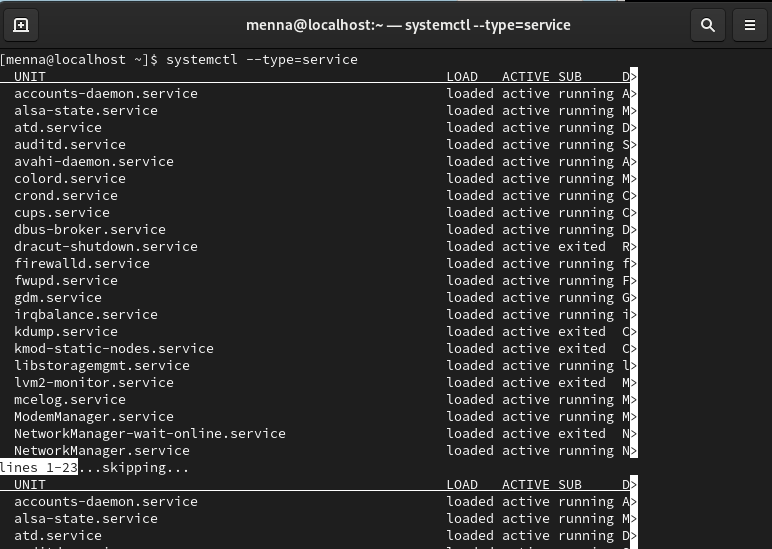 menna@localhost:~ — systemctl --type=service
[menna@localhost ~]$ systemctl --type=service
UNIT LOAD ACTIVE SUB D>
accounts-daemon.service loaded active running A>
alsa-state.service loaded active running M>
atd.service loaded active running D>
auditd.service loaded active running S>
avahi-daemon.service loaded active running A>
colord.service loaded active running M>
crond.service loaded active running C>
cups.service loaded active running C>
dbus-broker.service loaded active running D>
dracut-shutdown.service loaded active exited R>
firewalld.service loaded active running f>
fwupd.service loaded active running F>
gdm.service loaded active running G>
irqbalance.service loaded active running i>
kdump.service loaded active exited C>
kmod-static-nodes.service loaded active exited C>
libstoragemgmt.service loaded active running l>
lvm2-monitor.service loaded active exited M>
mcelog.service loaded active running M>
ModemManager.service loaded active running M>
NetworkManager-wait-online.service loaded active exited N>
NetworkManager.service loaded active running N>
lines 1-23...skipping...
UNIT LOAD ACTIVE SUB D>
accounts-daemon.service loaded active running A>
alsa-state.service loaded active running M>
atd.service loaded active running D>